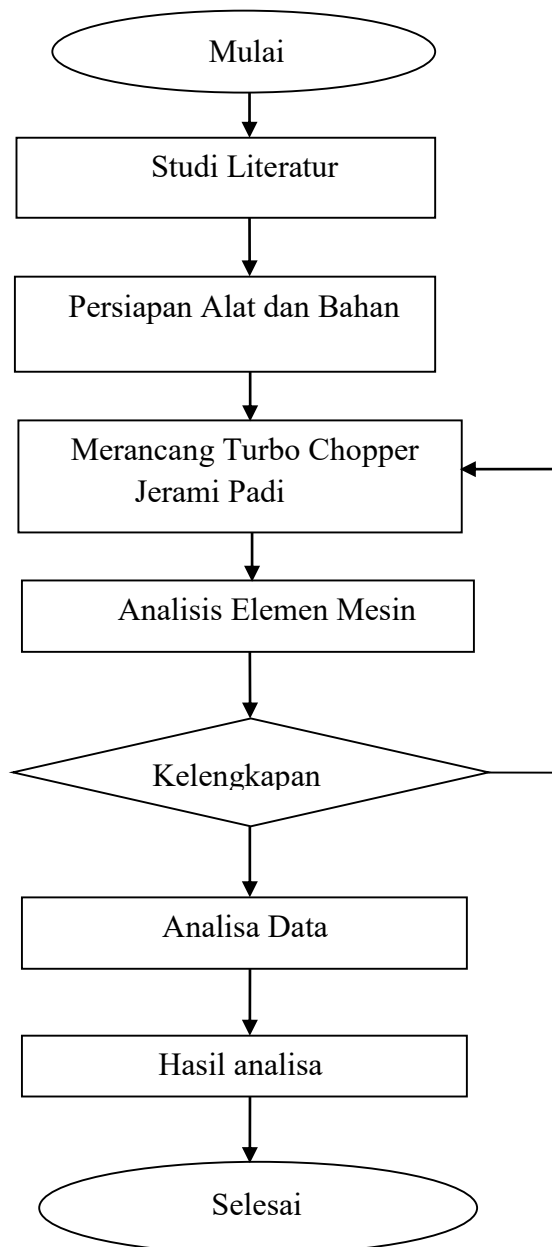 Mulai
Studi Literatur
Persiapan Alat dan Bahan
Merancang Turbo Chopper
Jerami Padi
Analisis Elemen Mesin
Kelengkapan
Analisa Data
Hasil analisa
Selesai